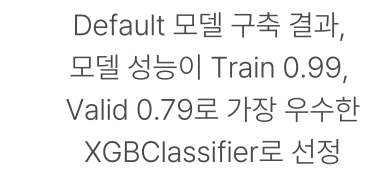 Default 모델 구축 결과,
모델 성능이 Train 0.99,
Valid 0.79로 가장 우수한
XGBClassifier로 선정